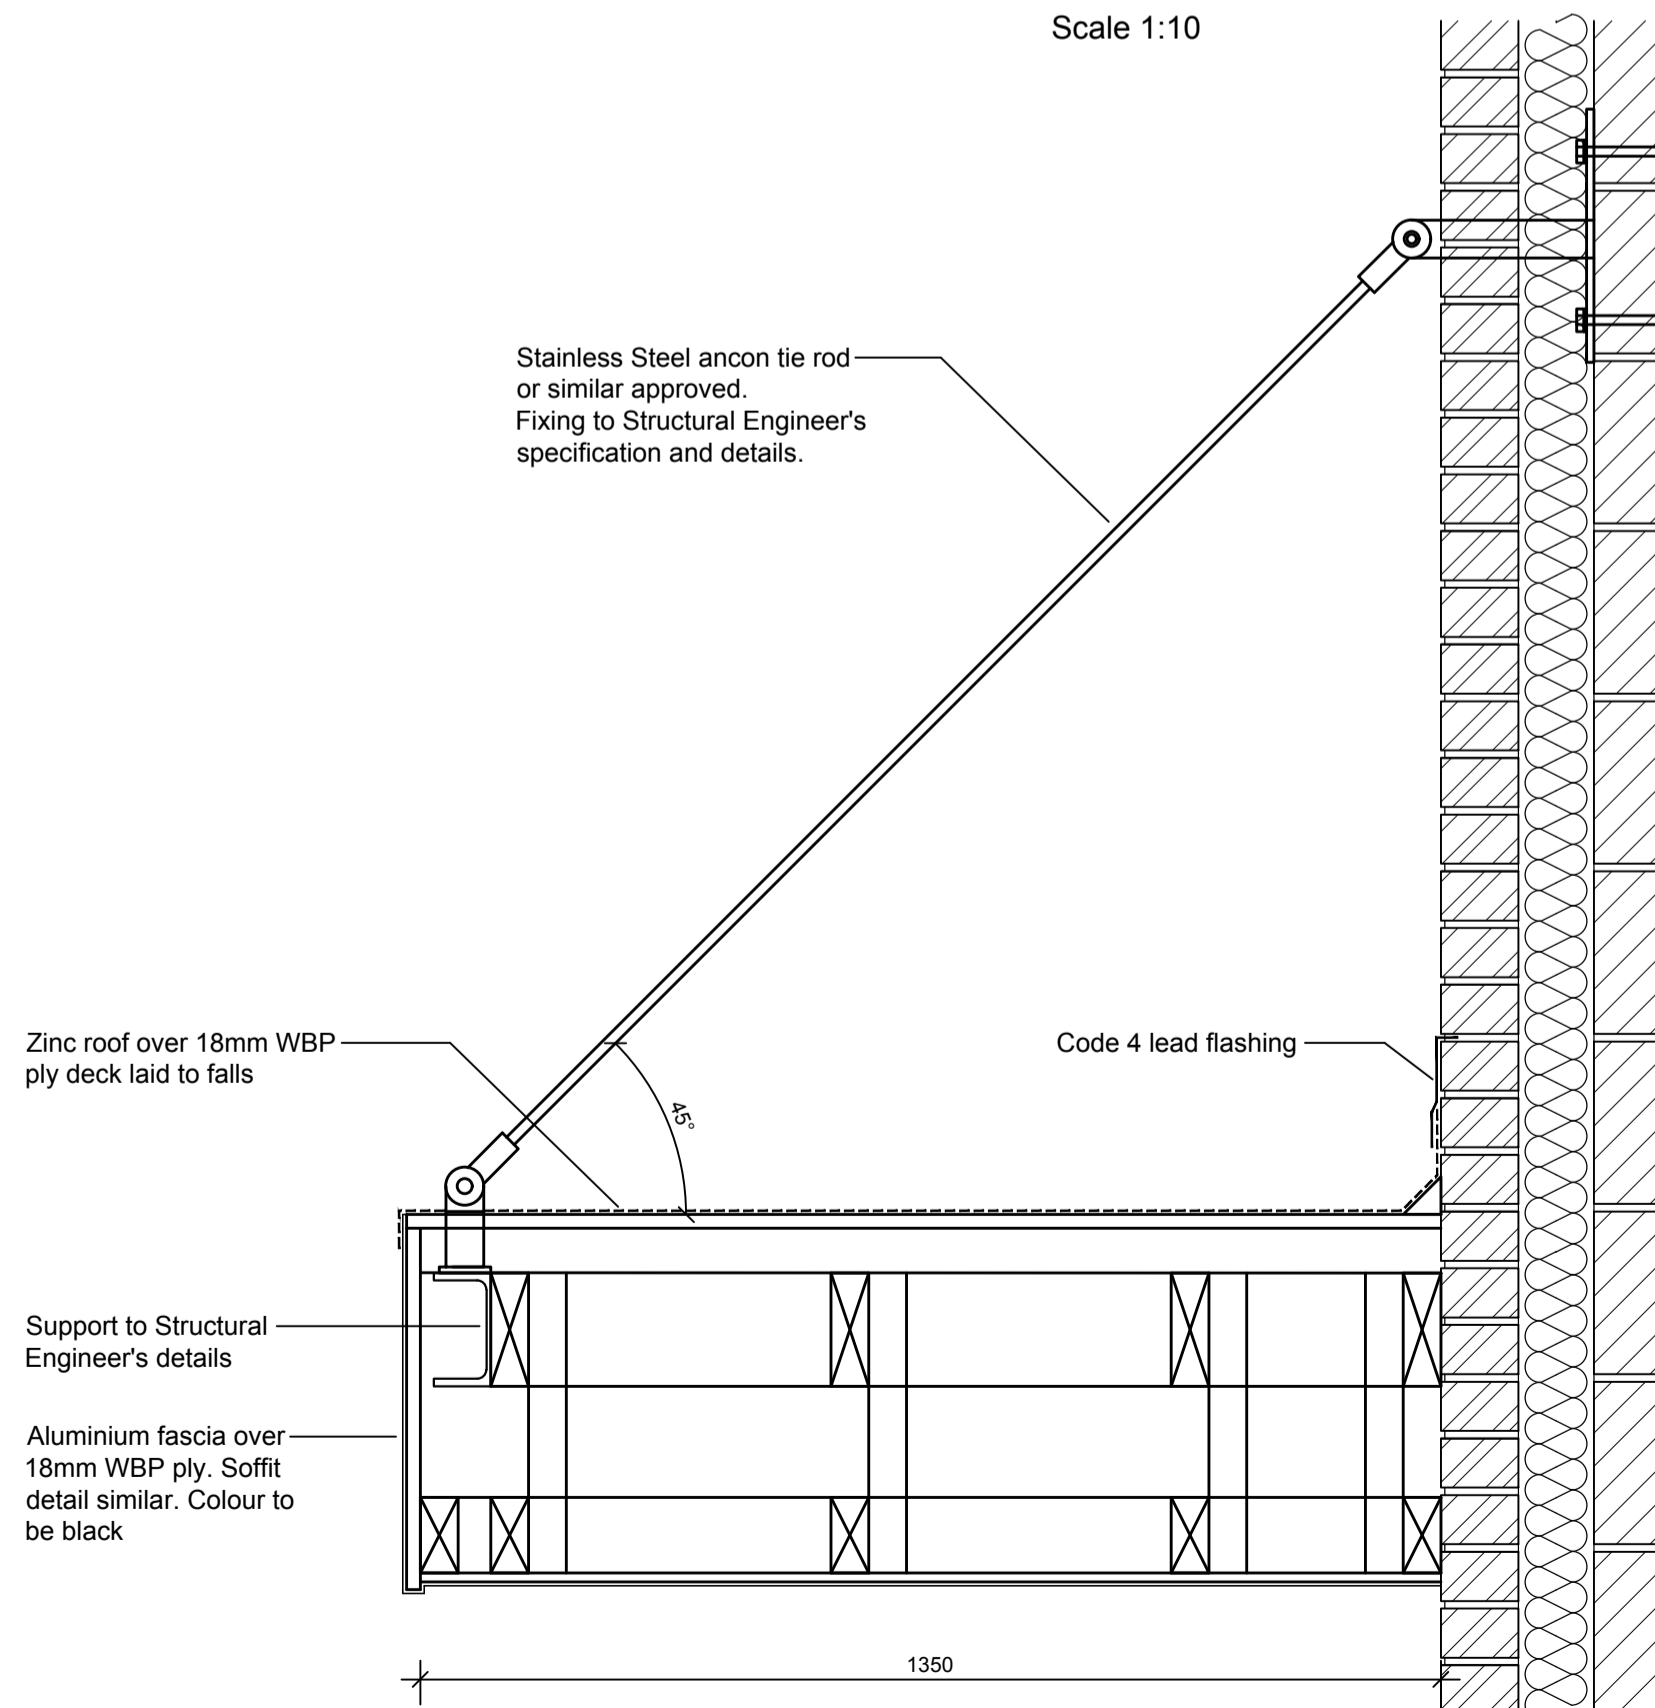 Scale 1:10
Stainless Steel ancon tie rod
or similar approved.
Fixing to Structural Engineer's
specification and details.
Zinc roof over 18mm WBP
ply deck laid to falls
Code 4 lead flashing
45°
Support to Structural
Engineer's details
Aluminium fascia over
18mm WBP ply. Soffit
detail similar. Colour to
be black
1350